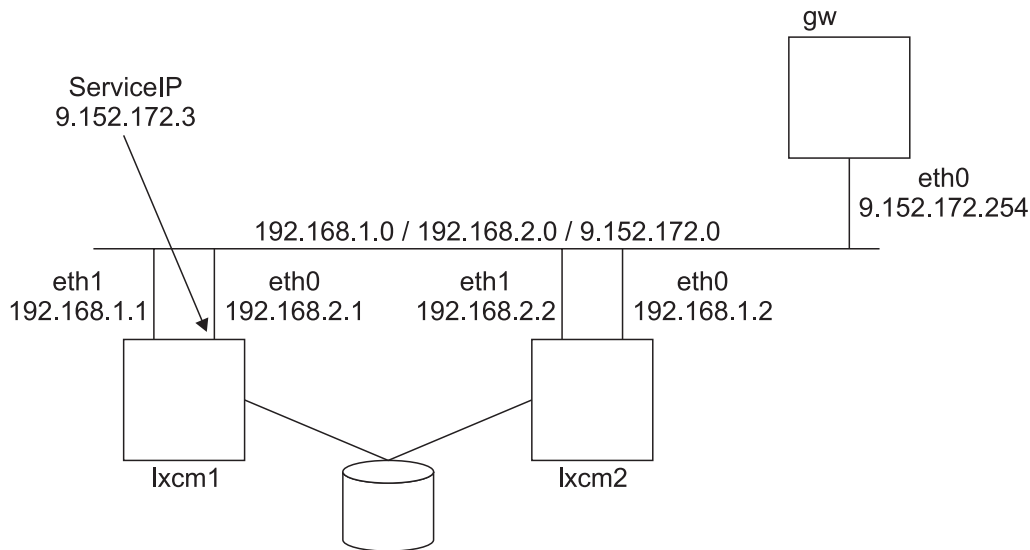 gw
ServiceIP
9.152.172.3
eth0
9.152.172.254
192.168.1.0 / 192.168.2.0 / 9.152.172.0
eth1
192.168.1.1
eth0
192.168.2.1
eth1
192.168.2.2
eth0
192.168.1.2
lxcm1
lxcm2